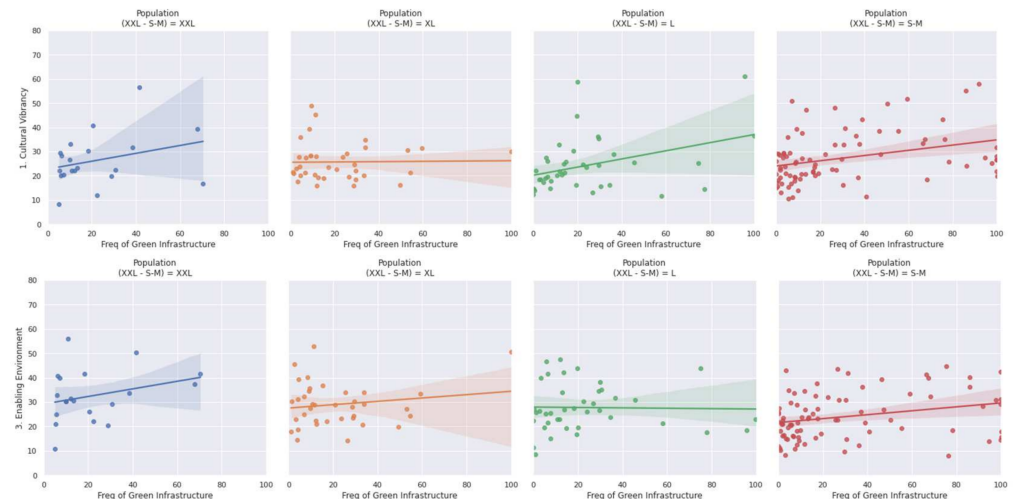 Population Population Population Population
(XXL - S-M) = XXL (XXL - S-M) = XL (XXL - S-M) = L (XXL - S-M) = S-M
80
70
60
50
40
30
20
10
0
1. Cultural Vibrancy
0 20 40 60 80 100 0 20 40 60 80 100 0 20 40 60 80 100 0 20 40 60 80 100
Freq of Green Infrastructure Freq of Green Infrastructure Freq of Green Infrastructure Freq of Green Infrastructure
Population Population Population Population
(XXL - S-M) = XXL (XXL - S-M) = XL (XXL - S-M) = L (XXL - S-M) = S-M
80
70
60
50
40
30
20
10
0
3. Enabling Environment
0 20 40 60 80 100 0 20 40 60 80 100 0 20 40 60 80 100 0 20 40 60 80 100
Freq of Green Infrastructure Freq of Green Infrastructure Freq of Green Infrastructure Freq of Green Infrastructure